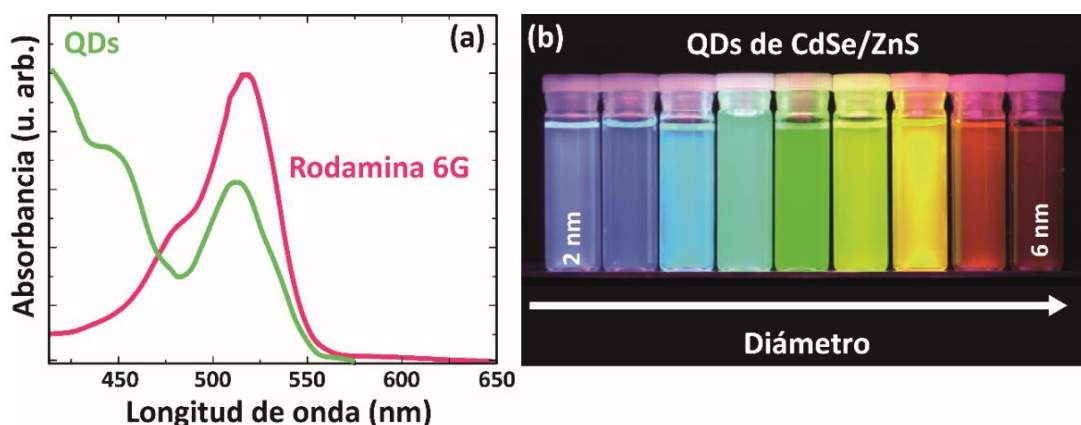 QDs
(a)
Rodamina 6G
Absorbancia (u. arb.)
450
500
550
600
650
Longitud de onda (nm)
(b)
QDs de CdSe/ZnS
2 nm
6 nm
Diámetro